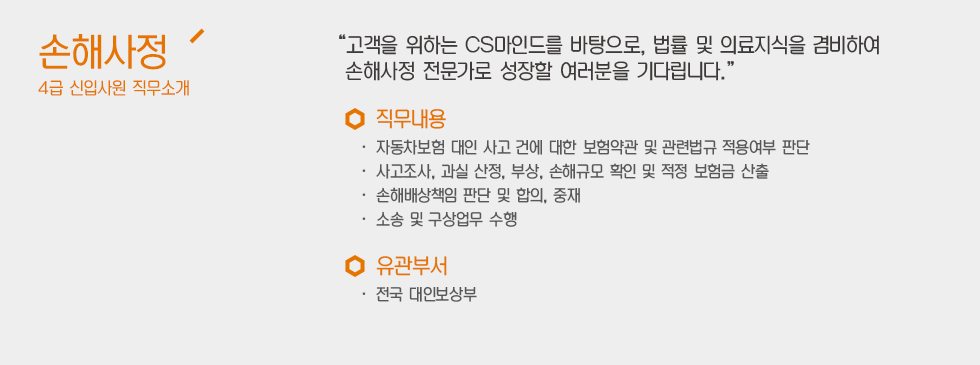 손해사정
4급 신입사원 직무소개
“고객을 위하는 CS마인드를 바탕으로, 법률 및 의료지식을 겸비하여
손해사정 전문가로 성장할 여러분을 기다립니다.”
직무내용
· 자동차보험 대인 사고 건에 대한 보험약관 및 관련법규 적용여부 판단
· 사고조사, 과실 산정, 부상, 손해규모 확인 및 적정 보험금 산출
· 손해배상책임 판단 및 합의, 중재
· 소송 및 구상업무 수행
유관부서
· 전국 대인보상부